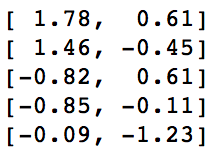 [ 1.78,  0.61]
[ 1.46, -0.45]
[-0.82,  0.61]
[-0.85, -0.11]
[-0.09, -1.23]